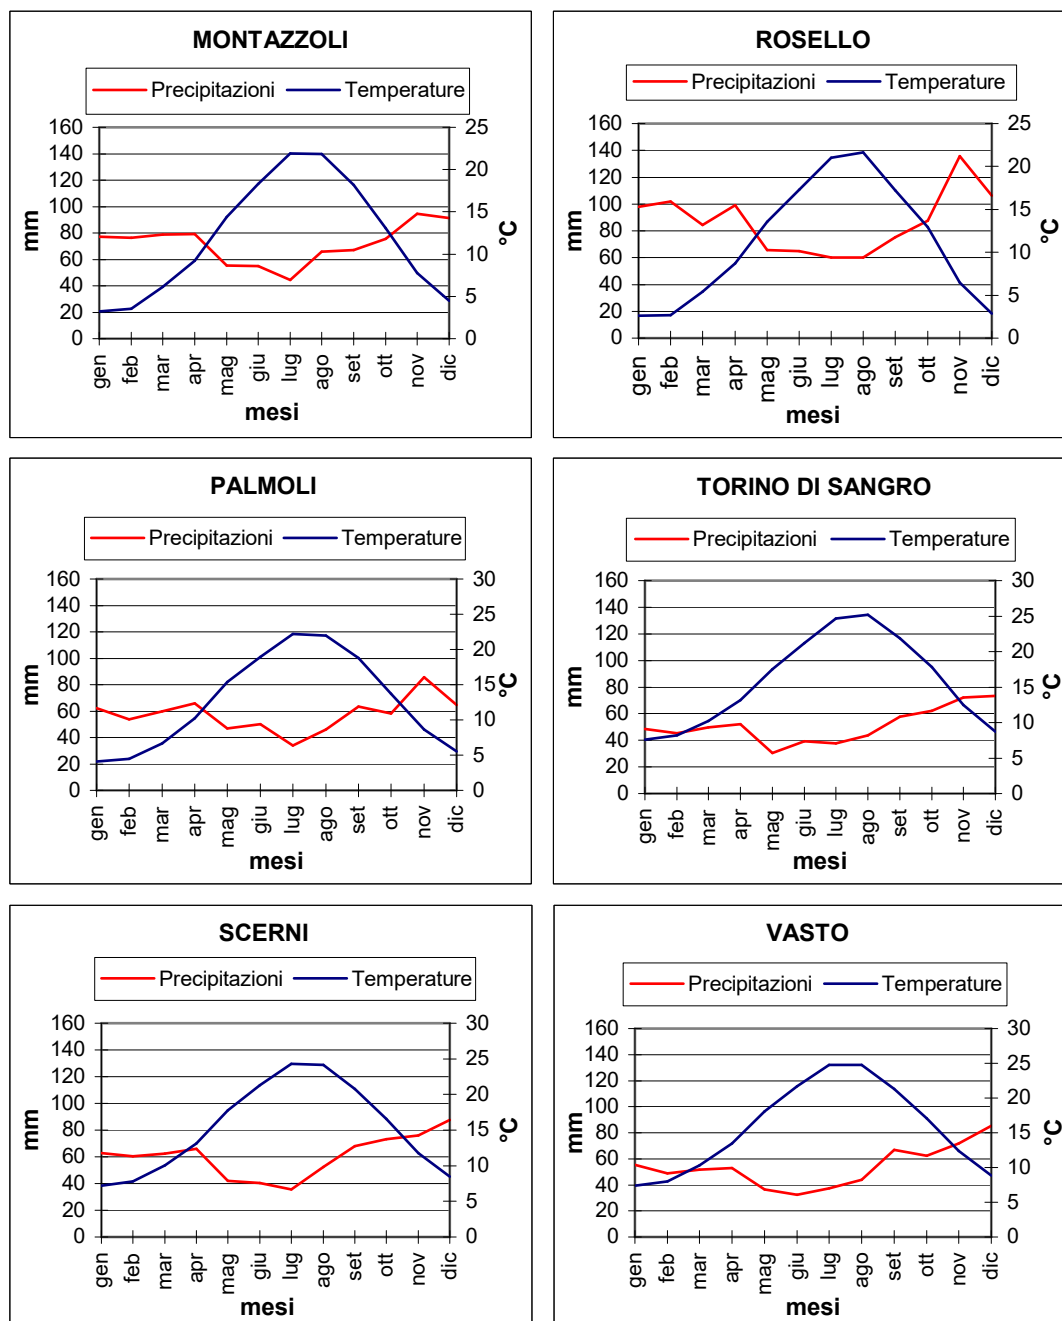 MONTAZZOLI
Precipitazioni Temperature
160
140
120
100
80
60
40
20
0
mm
25
20
15
10
5
0
°C
gen feb mar apr mag giu lug ago set ott nov dic
mesi
ROSELLO
Precipitazioni Temperature
160
140
120
100
80
60
40
20
0
mm
25
20
15
10
5
0
°C
gen feb mar apr mag giu lug ago set ott nov dic
mesi
PALMOLI
Precipitazioni Temperature
160
140
120
100
80
60
40
20
0
mm
30
25
20
15
10
5
0
°C
gen feb mar apr mag giu lug ago set ott nov dic
mesi
TORINO DI SANGRO
Precipitazioni Temperature
160
140
120
100
80
60
40
20
0
mm
30
25
20
15
10
5
0
°C
gen feb mar apr mag giu lug ago set ott nov dic
mesi
SCERNI
Precipitazioni Temperature
160
140
120
100
80
60
40
20
0
mm
30
25
20
15
10
5
0
°C
gen feb mar apr mag giu lug ago set ott nov dic
mesi
VASTO
Precipitazioni Temperature
160
140
120
100
80
60
40
20
0
mm
30
25
20
15
10
5
0
°C
gen feb mar apr mag giu lug ago set ott nov dic
mesi